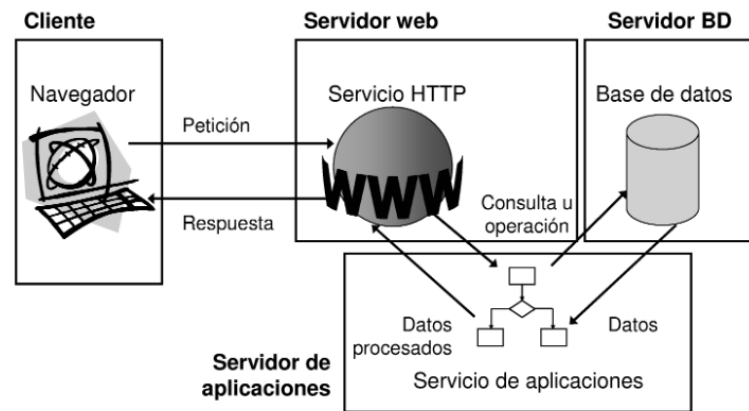 Cliente
Servidor web
Servidor BD
Navegador
Servicio HTTP
Base de datos
Petición
WWW
Respuesta
Consulta u
operación
Datos
procesados
Datos
Servidor de
aplicaciones
Servicio de aplicaciones